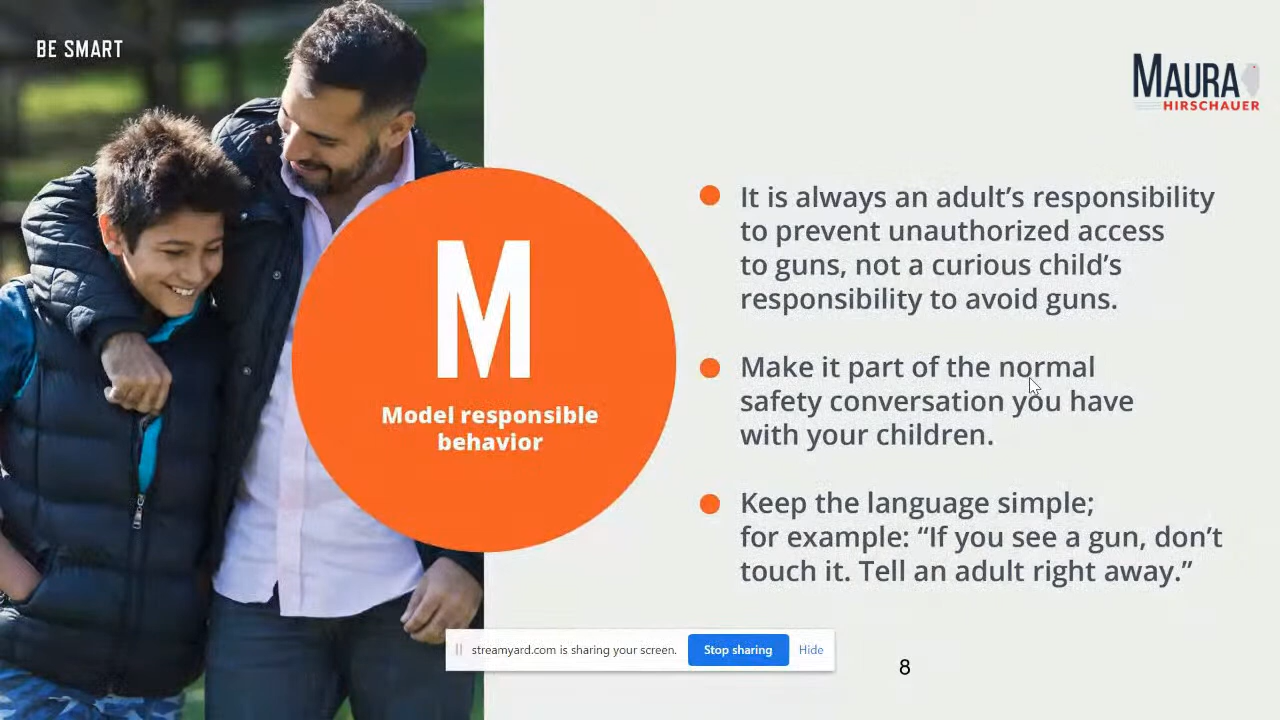 BE SMART
MAURA
HIRSCHAUER
M
Model responsible
behavior
It is always an adult’s responsibility
to prevent unauthorized access
to guns, not a curious child’s
responsibility to avoid guns.
Make it part of the normal
safety conversation you have
with your children.
Keep the language simple;
for example: “If you see a gun, don’t
touch it. Tell an adult right away.”
streamyard.com is sharing your screen.
Stop sharing
Hide
8